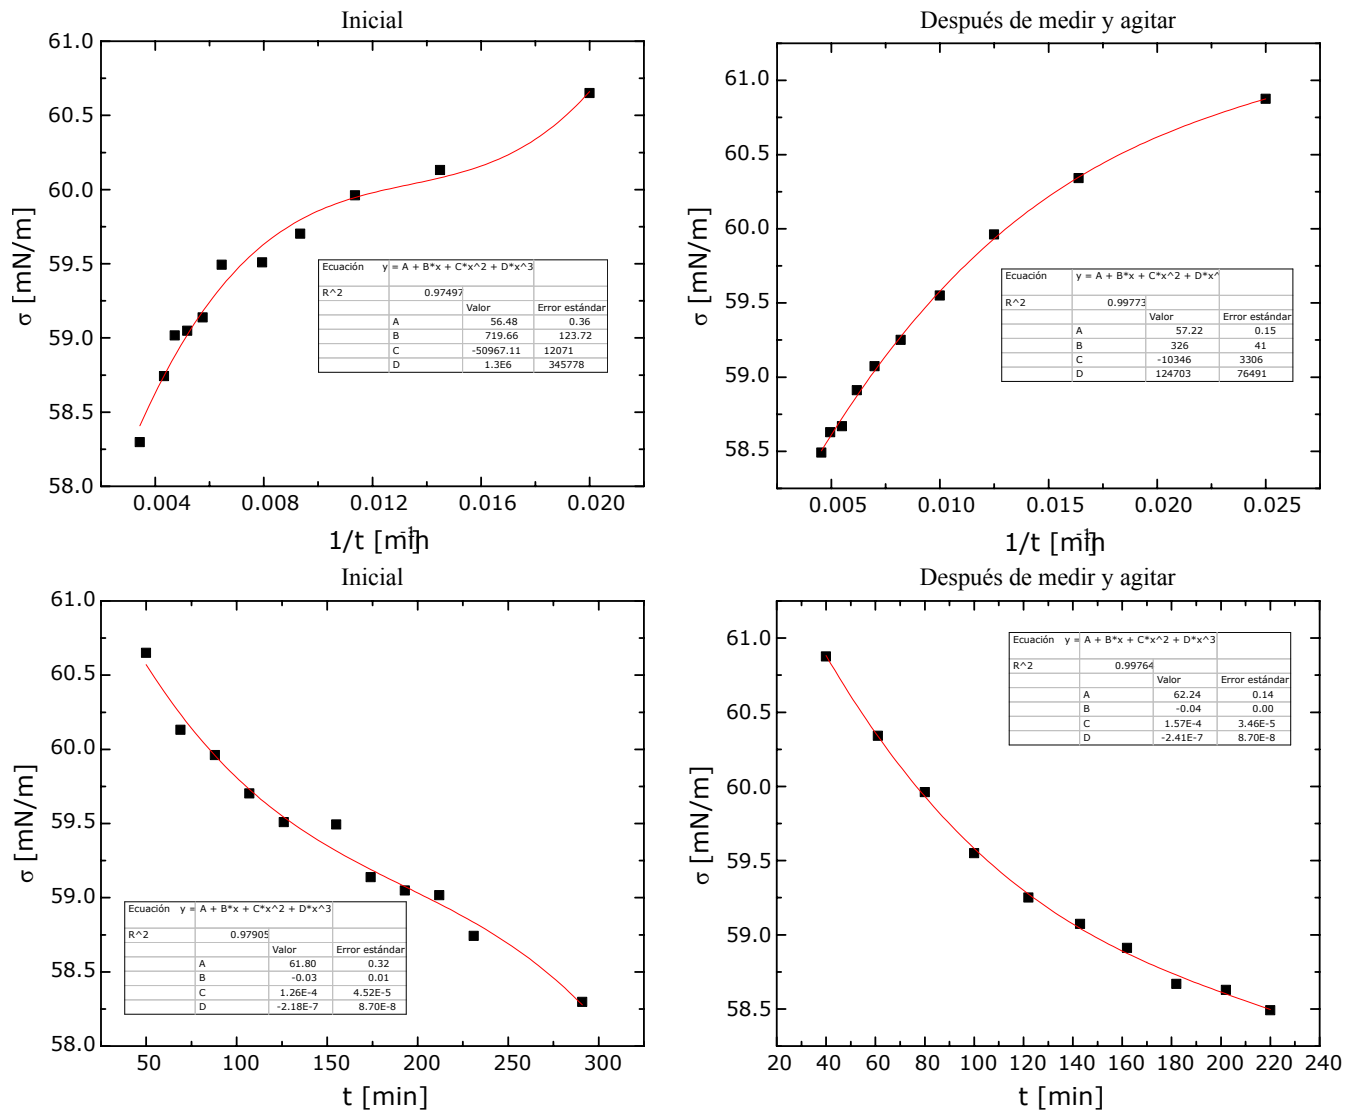 Inicial
61.0
60.5
60.0
59.5
59.0
58.5
58.0
σ [mN/m]
Ecuación y = A + B*x + C*x^2 + D*x^3
R^2 0.97497
Valor Error estándar
A 56.48 0.36
B 719.66 123.72
C -50967.11 12071
D 1.3E6 345778
0.004 0.008 0.012 0.016 0.020
1/t [min-1]
Después de medir y agitar
61.0
60.5
60.0
59.5
59.0
58.5
σ [mN/m]
Ecuación y = A + B*x + C*x^2 + D*x^
R^2 0.99773
Valor Error estándar
A 57.22 0.15
B 326 41
C -10346 3306
D 124703 76491
0.005 0.010 0.015 0.020 0.025
1/t [min-1]
Inicial
61.0
60.5
60.0
59.5
59.0
58.5
58.0
σ [mN/m]
Ecuación y = A + B*x + C*x^2 + D*x^3
R^2 0.97905
Valor Error estándar
A 61.80 0.32
B -0.03 0.01
C 1.26E-4 4.52E-5
D -2.18E-7 8.70E-8
50 100 150 200 250 300
t [min]
Después de medir y agitar
61.0
60.5
60.0
59.5
59.0
58.5
σ [mN/m]
Ecuación y = A + B*x + C*x^2 + D*x^3
R^2 0.99764
Valor Error estándar
A 62.24 0.14
B -0.04 0.00
C 1.57E-4 3.46E-5
D -2.41E-7 8.70E-8
20 40 60 80 100 120 140 160 180 200 220 240
t [min]